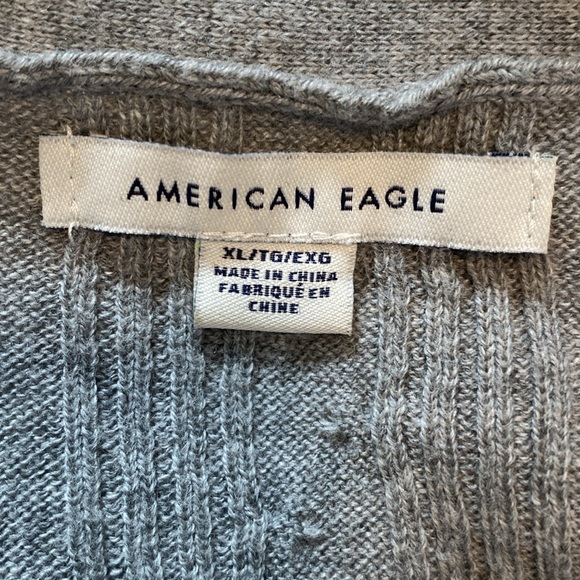 AMERICAN EAGLE
XL/TG/EXG
MADE IN CHINA
FABRIQUÉ EN
CHINE